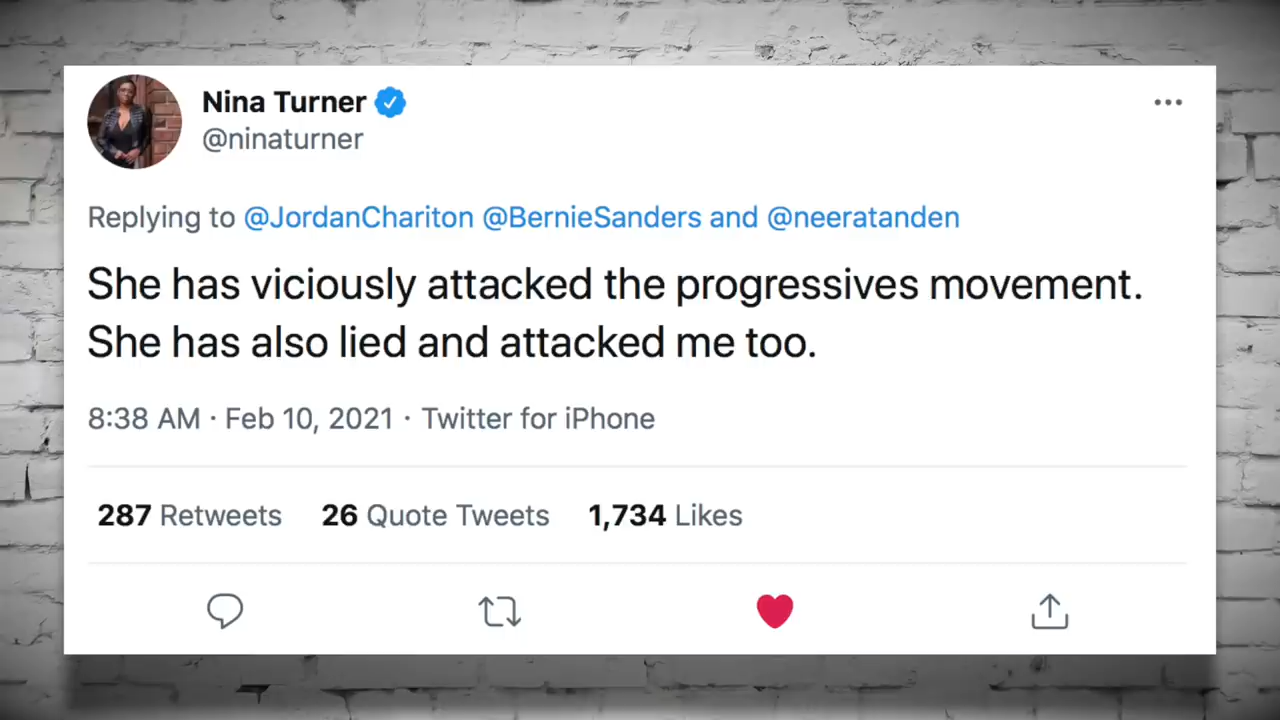 Nina Turner
@ninaturner
Replying to @JordanChariton @BernieSanders and @neeratanden
She has viciously attacked the progressives movement.
She has also lied and attacked me too.
8:38 AM · Feb 10, 2021 · Twitter for iPhone
287 Retweets 26 Quote Tweets 1,734 Likes